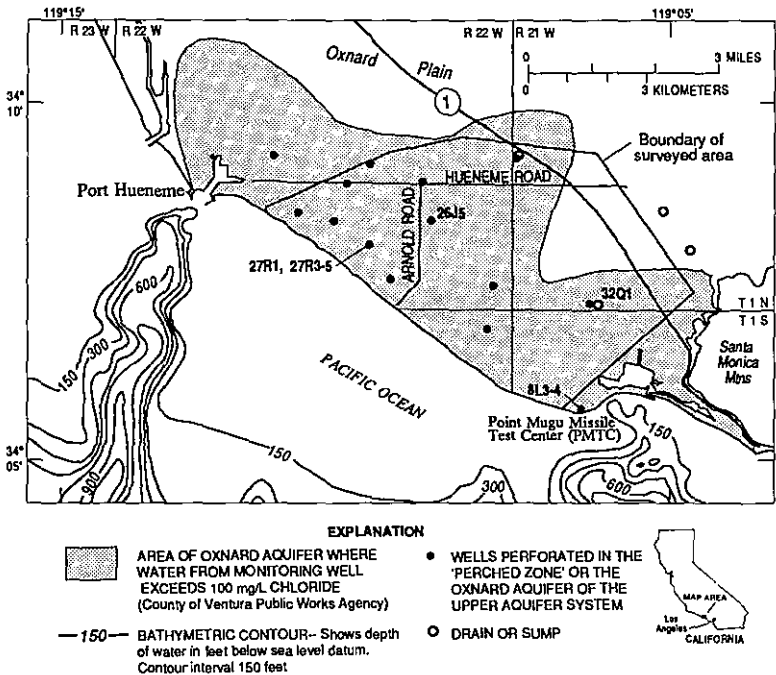 119°15'
119°05'
R 23 W
R 22 W
R 22 W
R 21 W
Oxnard Plain
0 3 MILES
0 3 KILOMETERS
34°
10'
1
Boundary of
surveyed area
Port Hueneme
HUENEME ROAD
ARNOLD ROAD
26J5
27R1, 27R3-5
600
300
150
32Q1
T 1 N
T 1 S
Santa
Monica
Mtns
PACIFIC OCEAN
8L3-4
Point Mugu Missile
Test Center (PMTC)
150
34°
05'
900
150
300
600
EXPLANATION
AREA OF OXNARD AQUIFER WHERE
WATER FROM MONITORING WELL
EXCEEDS 100 mg/L CHLORIDE
(County of Ventura Public Works Agency)
150 BATHYMETRIC CONTOUR-- Shows depth
of water in feet below sea level datum.
Contour interval 150 feet
WELLS PERFORATED IN THE
'PERCHED ZONE' OR THE
OXNARD AQUIFER OF THE
UPPER AQUIFER SYSTEM
DRAIN OR SUMP
MAP AREA
Los
Angeles
CALIFORNIA